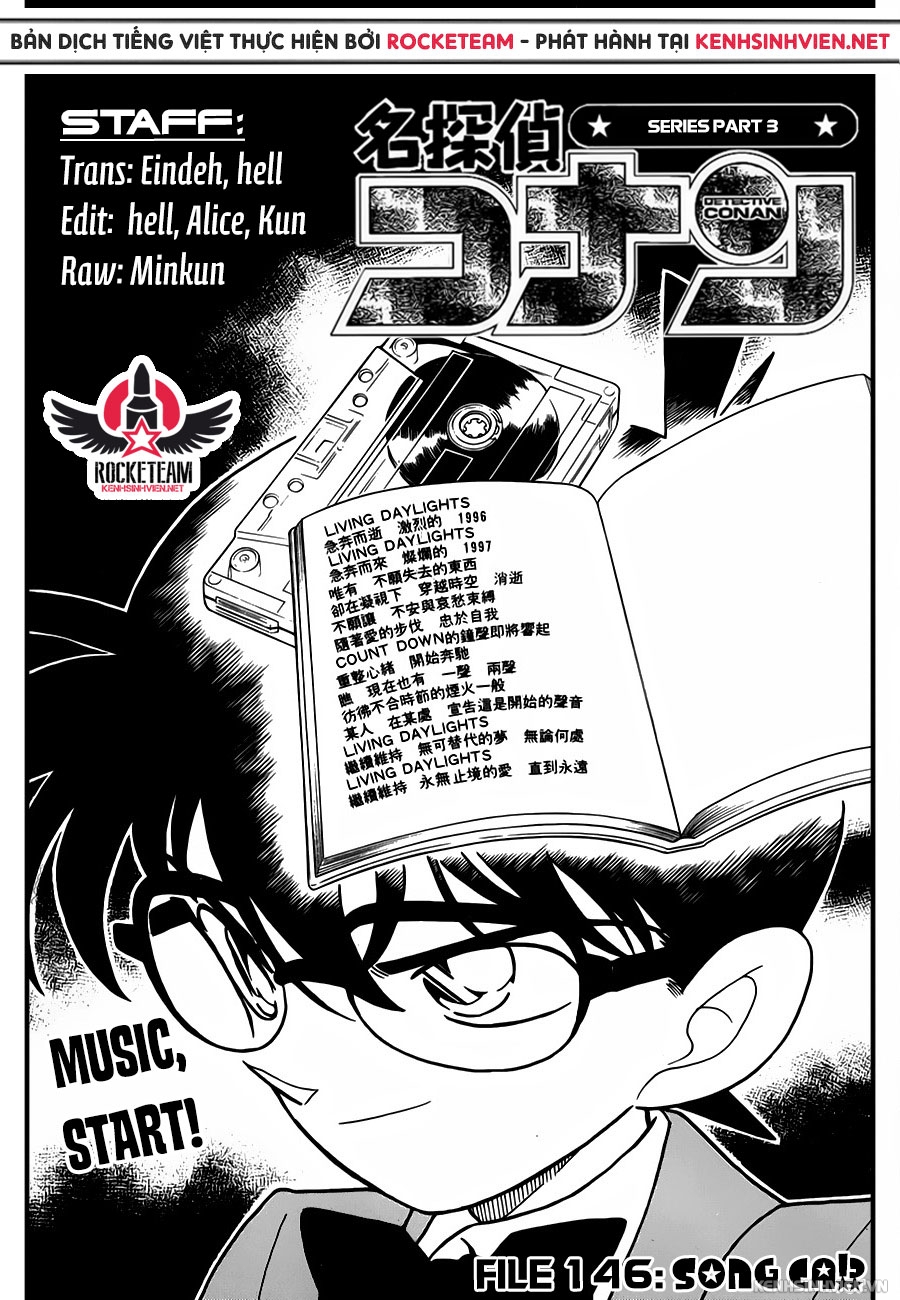 BẢN DỊCH TIẾNG VIỆT THỰC HIỆN BỞI ROCKETEAM - PHÁT HÀNH TẠI KENHSINHVIEN.NET
STAFF:
Trans: Eindeh, hell
Edit: hell, Alice, Kun
Raw: Minkun
名探偵
★ SERIES PART 3 ★
コナン
DETECTIVE
CONAN
ROCKETEAM
KENHSINHVIEN.NET
LIVING DAYLIGHTS
急奔而逝 激烈的 1996
LIVING DAYLIGHTS
急奔而來 燦爛的 1997
唯有 不願失去的東西
卻在凝視下 穿越時空 消逝
不願讓 不安與哀愁束縛
隨著愛的步伐 忠於自我
COUNT DOWN的鐘聲即將響起
重整心緒 開始奔馳
瞧 現在也有 一聲 兩聲
彷彿不合時節的煙火一般
某人 在某處 宣告這是開始的聲音
LIVING DAYLIGHTS
繼續維持 無可替代的夢 無論何處
LIVING DAYLIGHTS
繼續維持 永無止境的愛 直到永遠
MUSIC,
START!
FILE 146: SONG
KENHSINHVIEN.VN